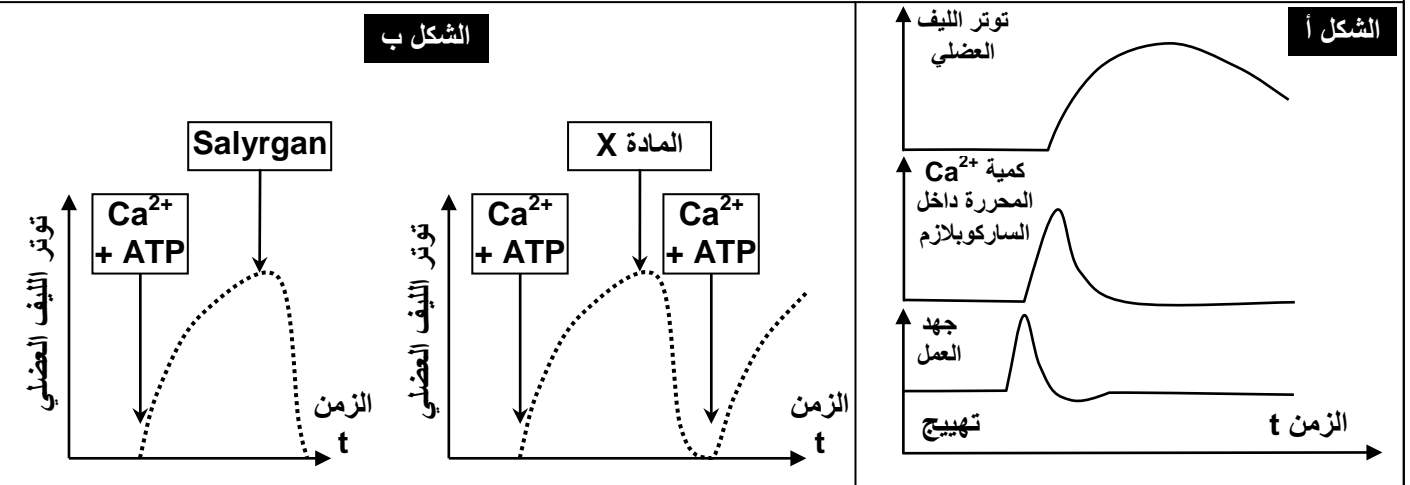 الشكل أ
توتر الليف
العضلي
كمية Ca²⁺
المحررة داخل
الساركوبلازم
جهد
العمل
تهييج
الزمن t
الشكل ب
المادة X
Ca²⁺
+ ATP
Ca²⁺
+ ATP
توتر الليف العضلي
الزمن
t
Salyrgan
Ca²⁺
+ ATP
توتر الليف العضلي
الزمن
t